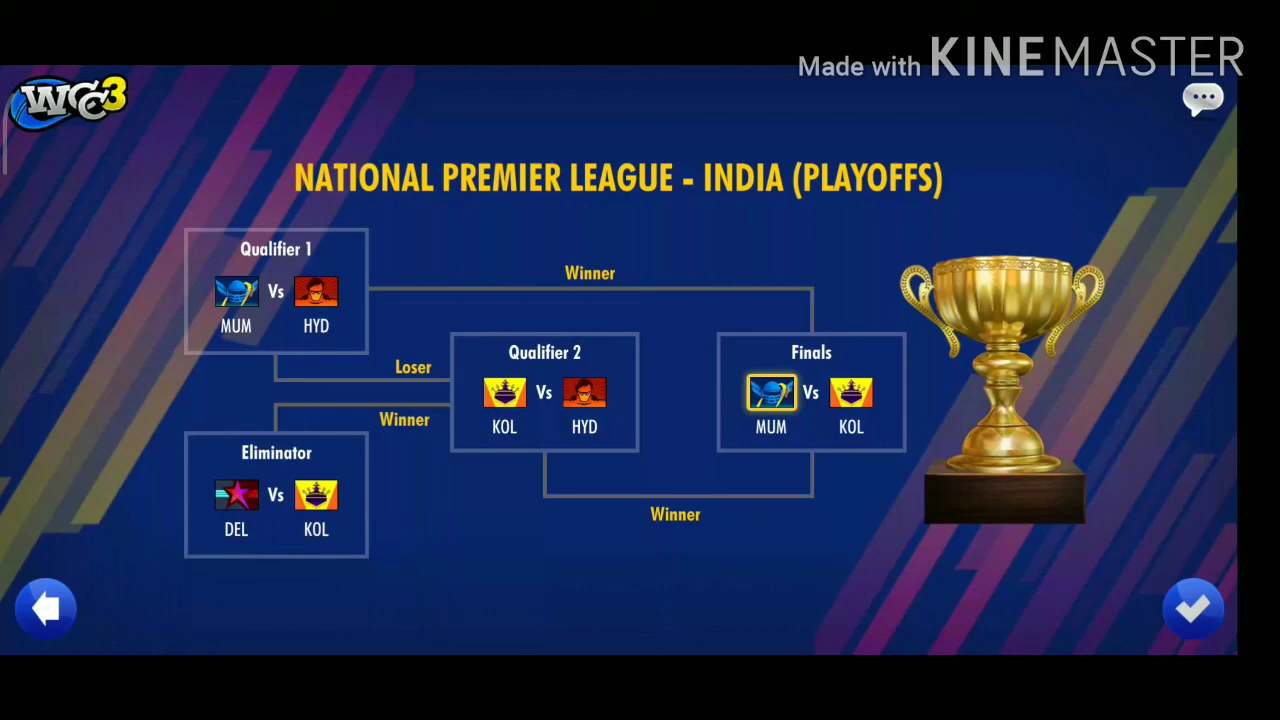 Made with KINEMASTER
WCC3
NATIONAL PREMIER LEAGUE - INDIA (PLAYOFFS)
Qualifier 1
Vs
MUM HYD
Winner
Loser
Qualifier 2
Vs
KOL HYD
Finals
Vs
MUM KOL
Winner
Eliminator
Vs
DEL KOL
Winner